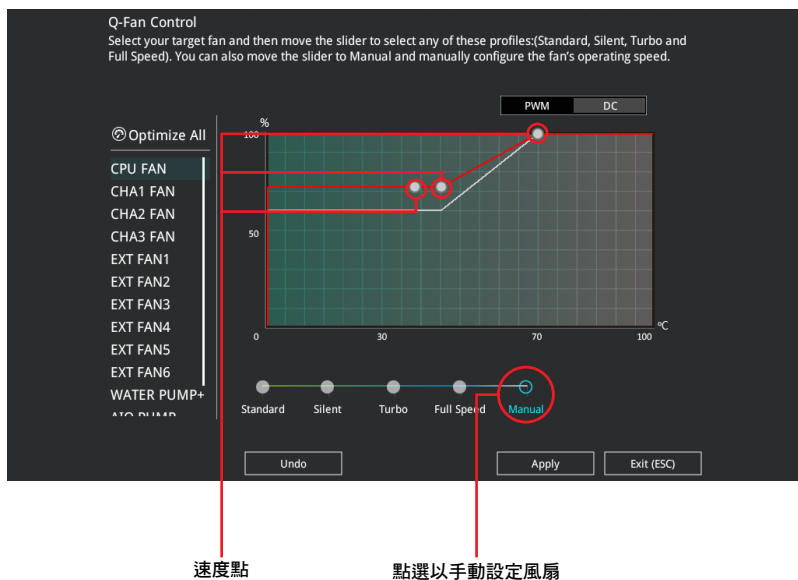 Q-Fan Control
Select your target fan and then move the slider to select any of these profiles:(Standard, Silent, Turbo and
Full Speed). You can also move the slider to Manual and manually configure the fan's operating speed.
PWM DC
Optimize All
CPU FAN
CHA1 FAN
CHA2 FAN
CHA3 FAN
EXT FAN1
EXT FAN2
EXT FAN3
EXT FAN4
EXT FAN5
EXT FAN6
WATER PUMP+
AIO PUMP
%
100
50
0 30 70 100 ºC
Standard Silent Turbo Full Speed Manual
Undo Apply Exit (ESC)
速度點 點選以手動設定風扇